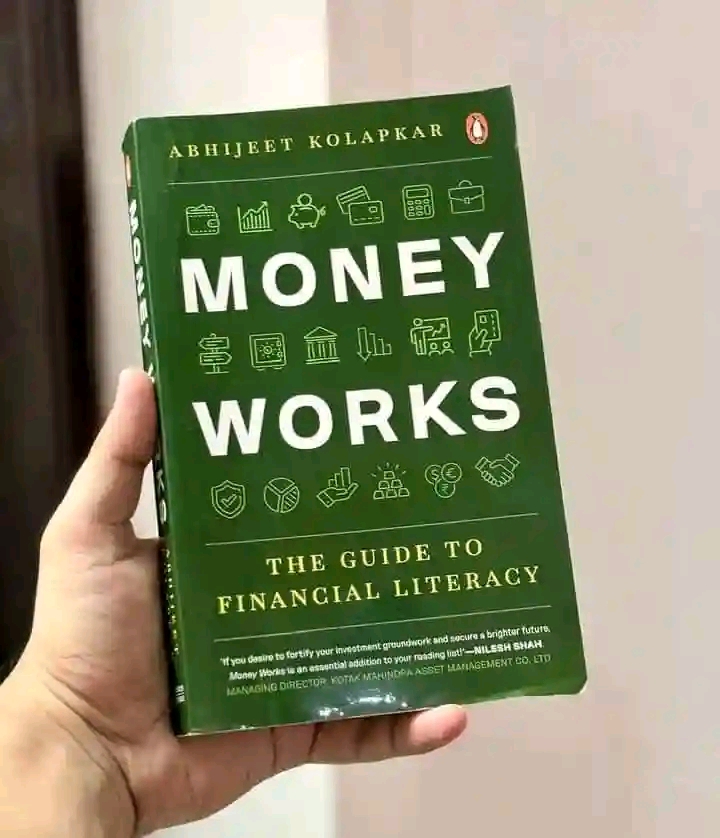 ABHIJEET KOLAPKAR
MONEY
WORKS
THE GUIDE TO
FINANCIAL LITERACY
'If you desire to fortify your investment groundwork and secure a brighter future,
Money Works is an essential addition to your reading list!'—NILESH SHAH,
MANAGING DIRECTOR, KOTAK MAHINDRA ASSET MANAGEMENT CO. LTD
MONEY